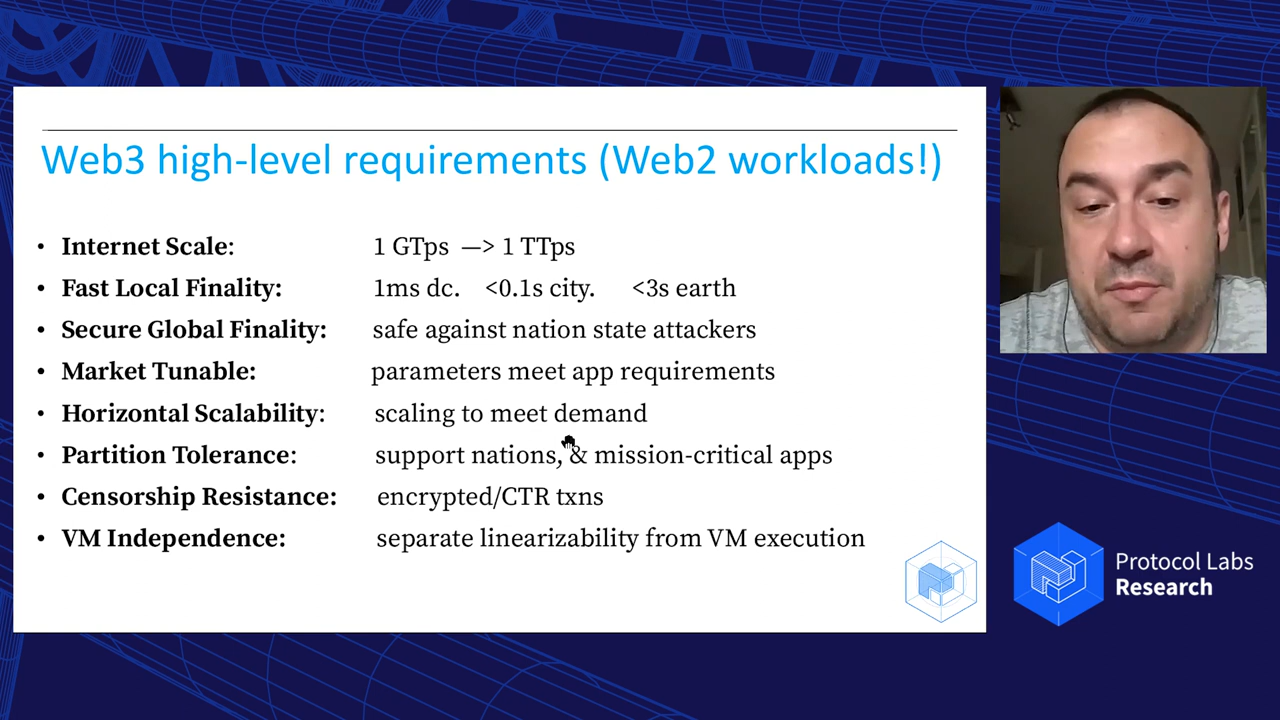 Web3 high-level requirements (Web2 workloads!)
• Internet Scale: 1 GTps —> 1 TTps
• Fast Local Finality: 1ms dc. <0.1s city. <3s earth
• Secure Global Finality: safe against nation state attackers
• Market Tunable: parameters meet app requirements
• Horizontal Scalability: scaling to meet demand
• Partition Tolerance: support nations, & mission-critical apps
• Censorship Resistance: encrypted/CTR txns
• VM Independence: separate linearizability from VM execution
Protocol Labs
Research